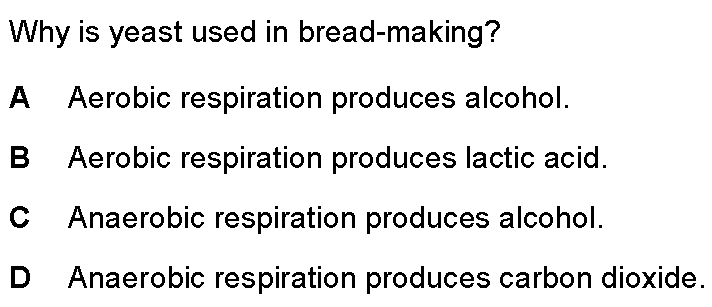 Why is yeast used in bread-making?
A Aerobic respiration produces alcohol.
B Aerobic respiration produces lactic acid.
C Anaerobic respiration produces alcohol.
D Anaerobic respiration produces carbon dioxide.